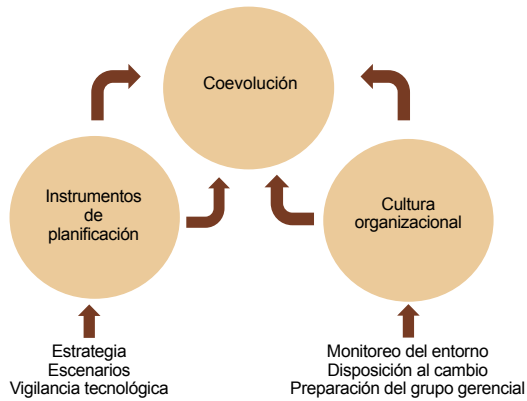 Coevolución
Instrumentos
de
planificación
Cultura
organizacional
Estrategia
Escenarios
Vigilancia tecnológica
Monitoreo del entorno
Disposición al cambio
Preparación del grupo gerencial